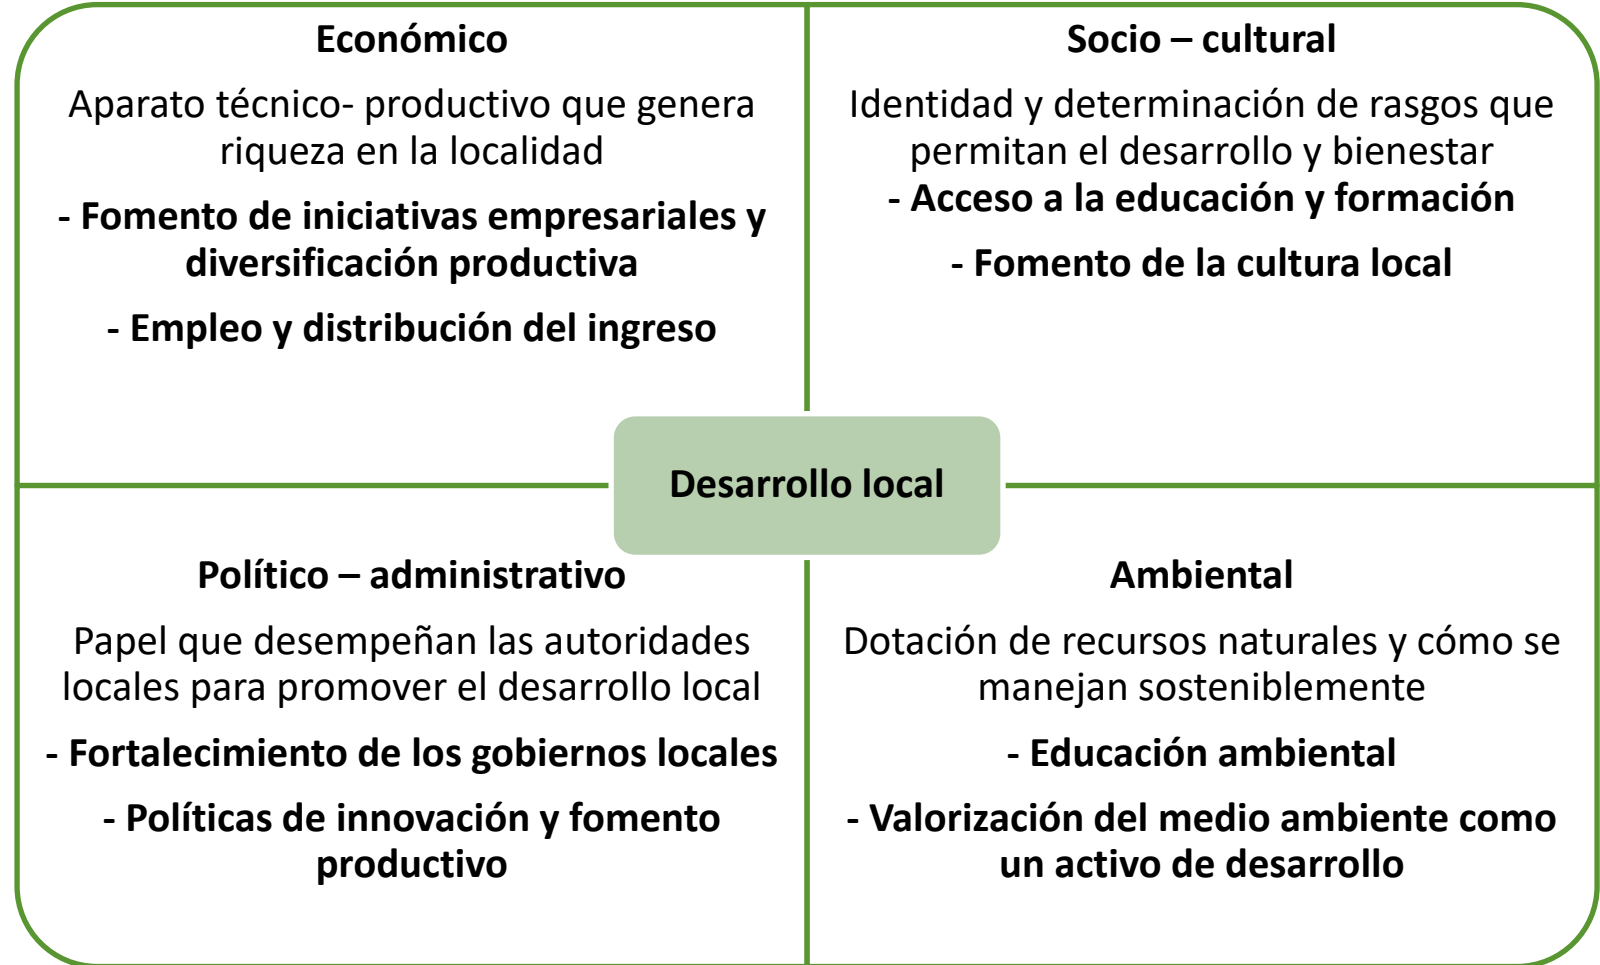 Económico
Aparato técnico- productivo que genera
riqueza en la localidad
- Fomento de iniciativas empresariales y
diversificación productiva
- Empleo y distribución del ingreso
Socio – cultural
Identidad y determinación de rasgos que
permitan el desarrollo y bienestar
- Acceso a la educación y formación
- Fomento de la cultura local
Desarrollo local
Político – administrativo
Papel que desempeñan las autoridades
locales para promover el desarrollo local
- Fortalecimiento de los gobiernos locales
- Políticas de innovación y fomento
productivo
Ambiental
Dotación de recursos naturales y cómo se
manejan sosteniblemente
- Educación ambiental
- Valorización del medio ambiente como
un activo de desarrollo